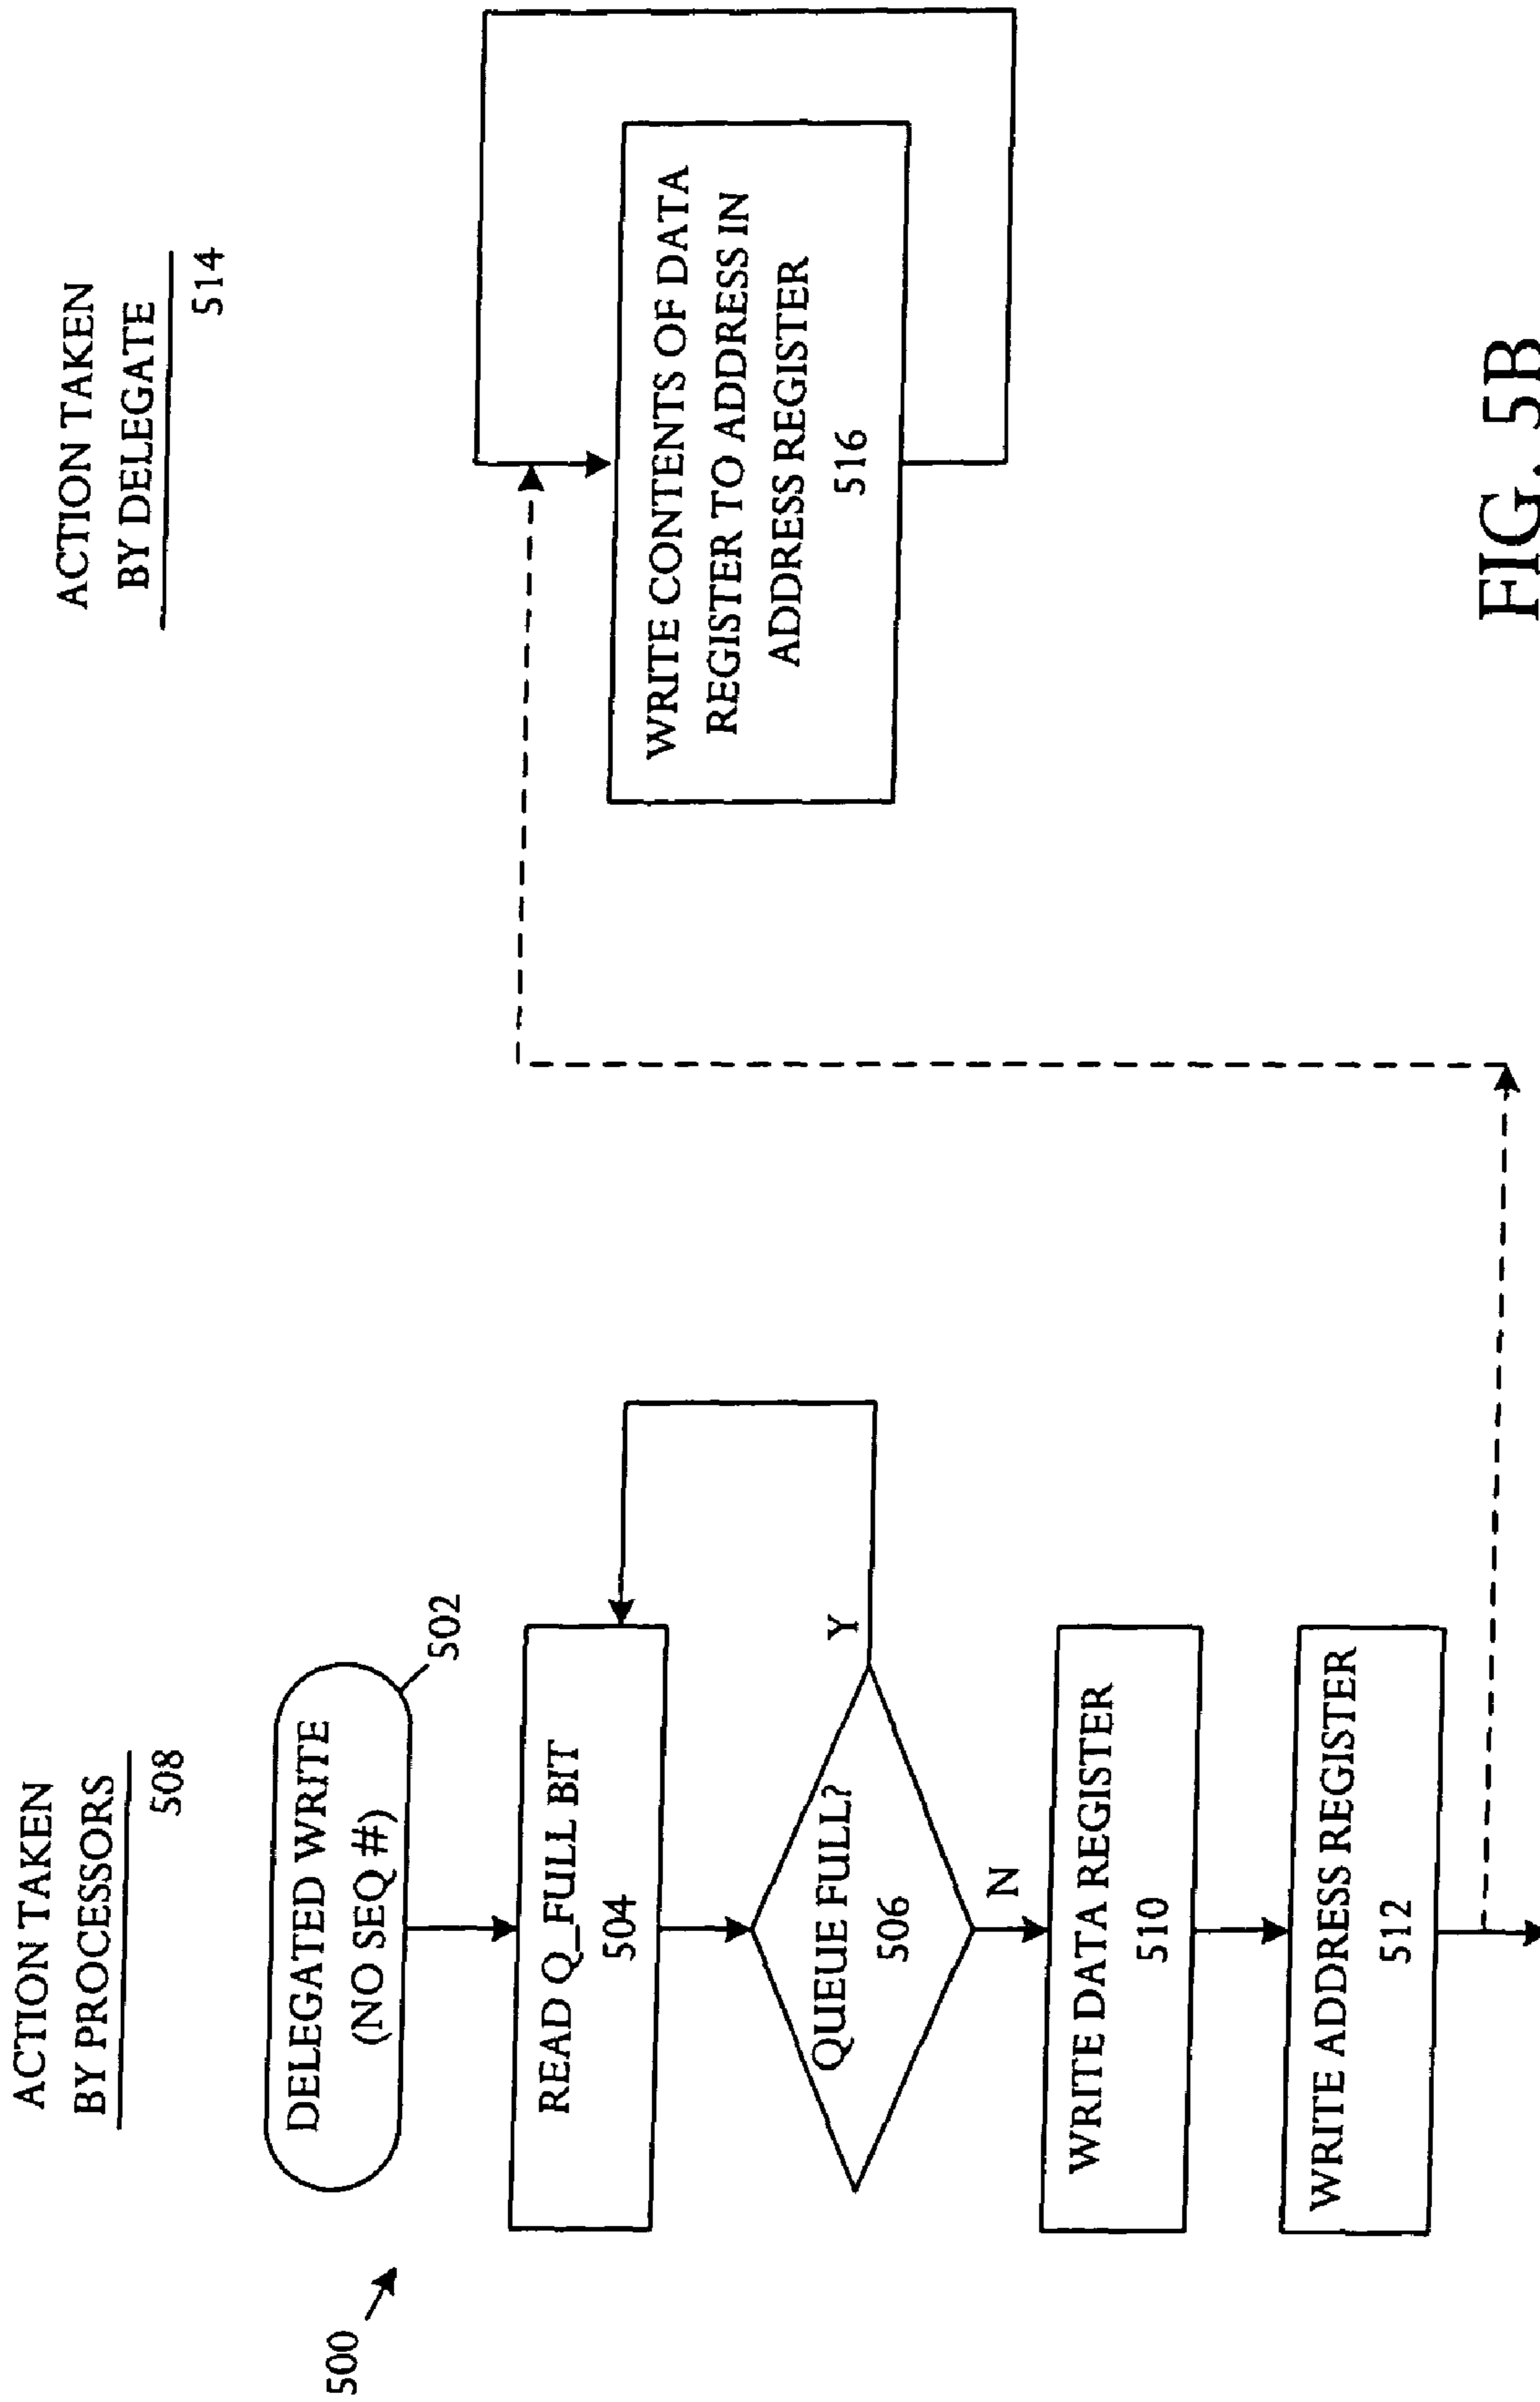 500
ACTION TAKEN
BY PROCESSORS
508
DELEGATED WRITE
(NO SEQ #)
502
READ Q_FULL BIT
504
QUEUE FULL?
506
Y
N
WRITE DATA REGISTER
510
WRITE ADDRESS REGISTER
512
ACTION TAKEN
BY DELEGATE
514
WRITE CONTENTS OF DATA
REGISTER TO ADDRESS IN
ADDRESS REGISTER
516
FIG. 5B